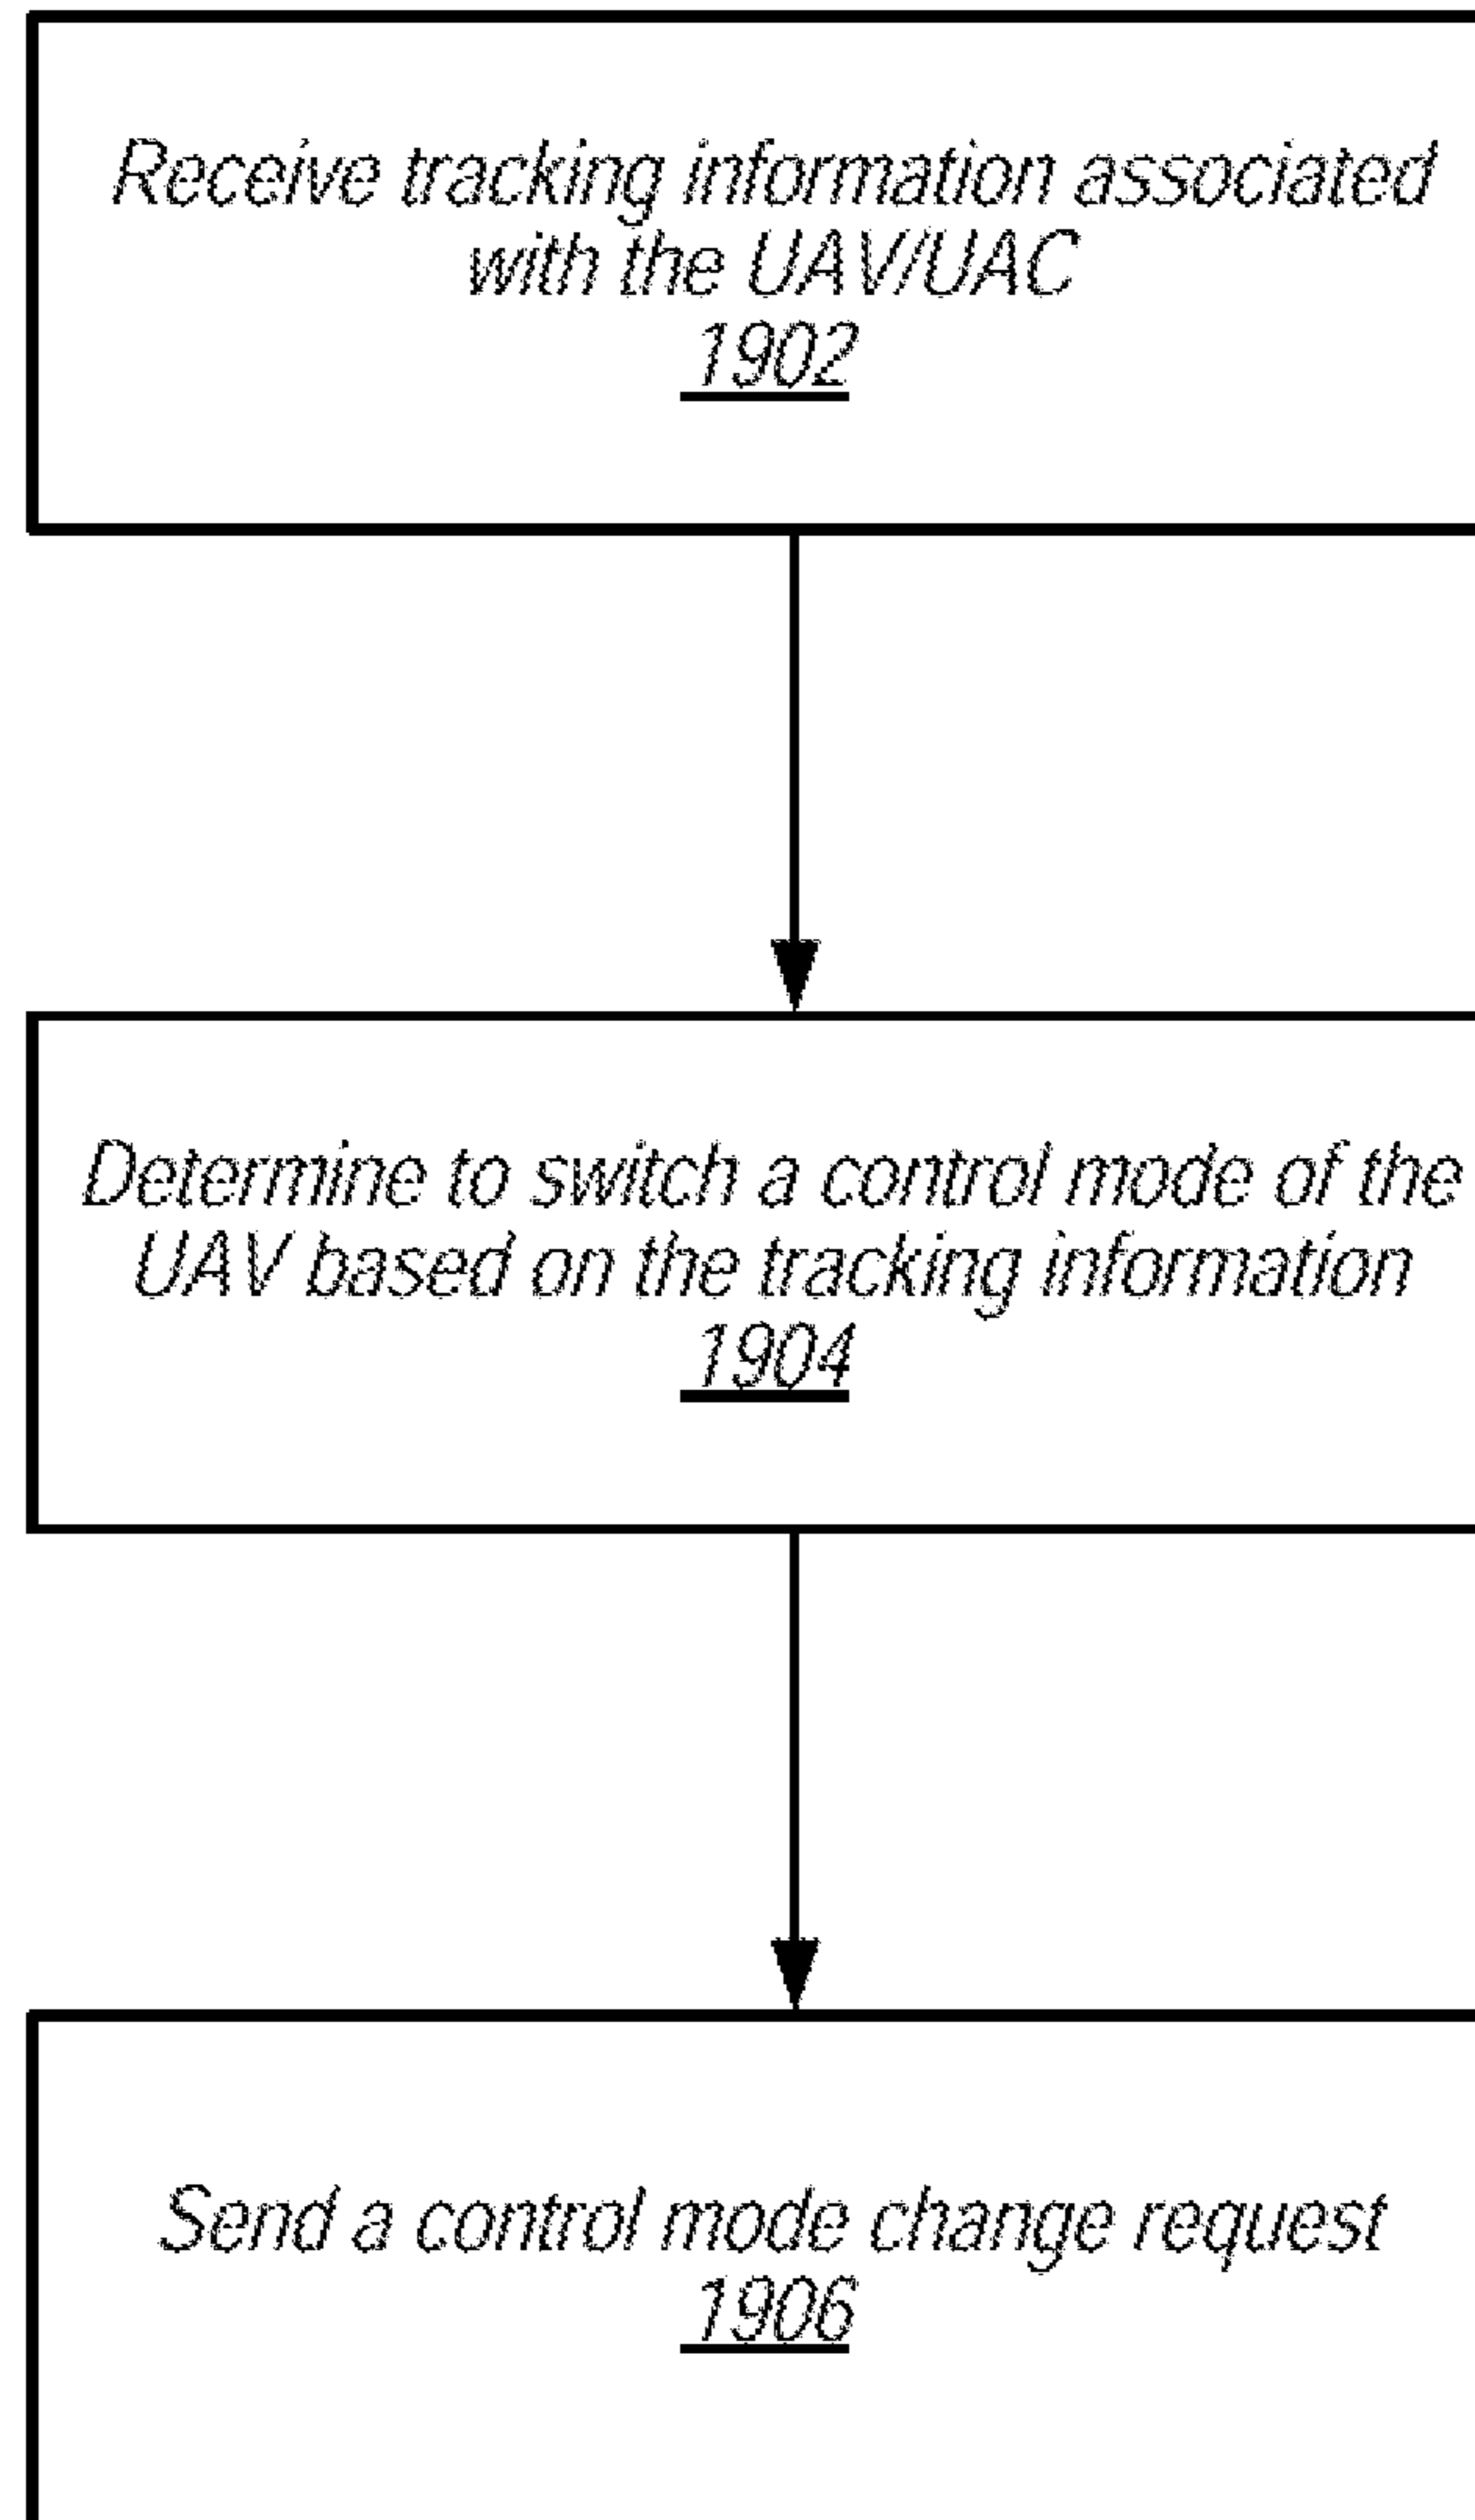 Receive tracking information associated
with the UAV/UAC
1902
Determine to switch a control mode of the
UAV based on the tracking information
1904
Send a control mode change request
1906